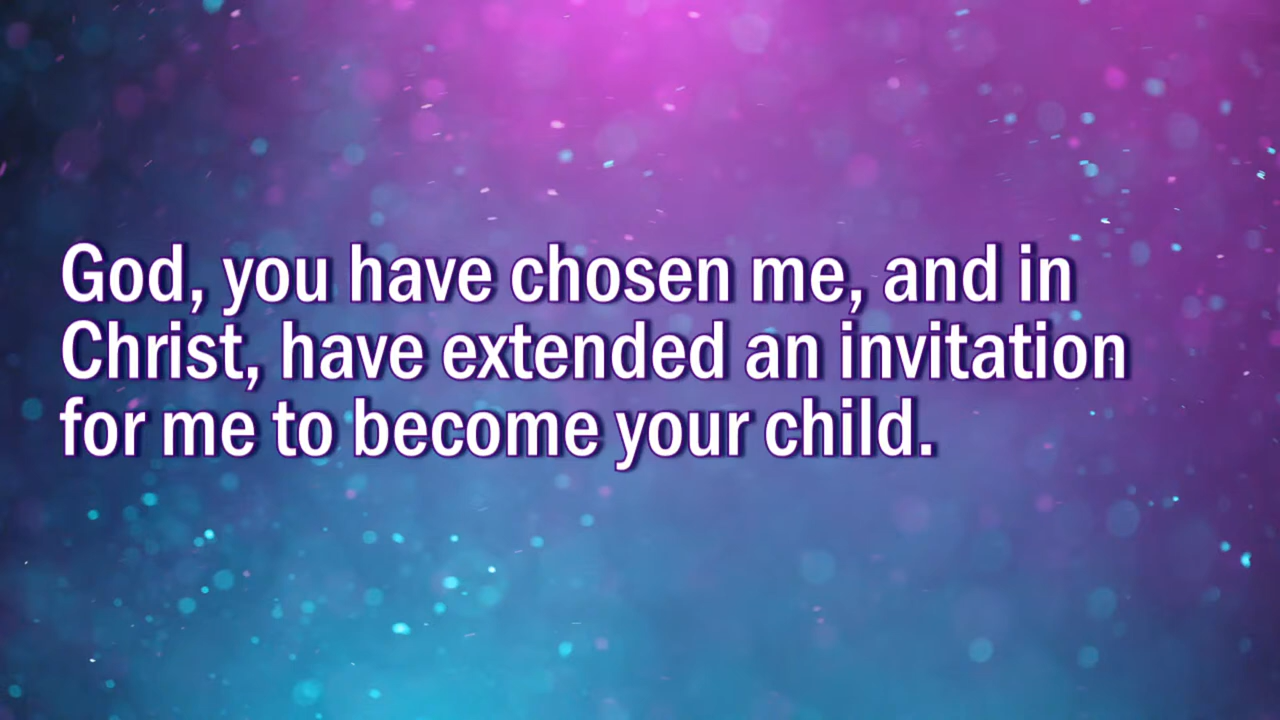 God, you have chosen me, and in
Christ, have extended an invitation
for me to become your child.